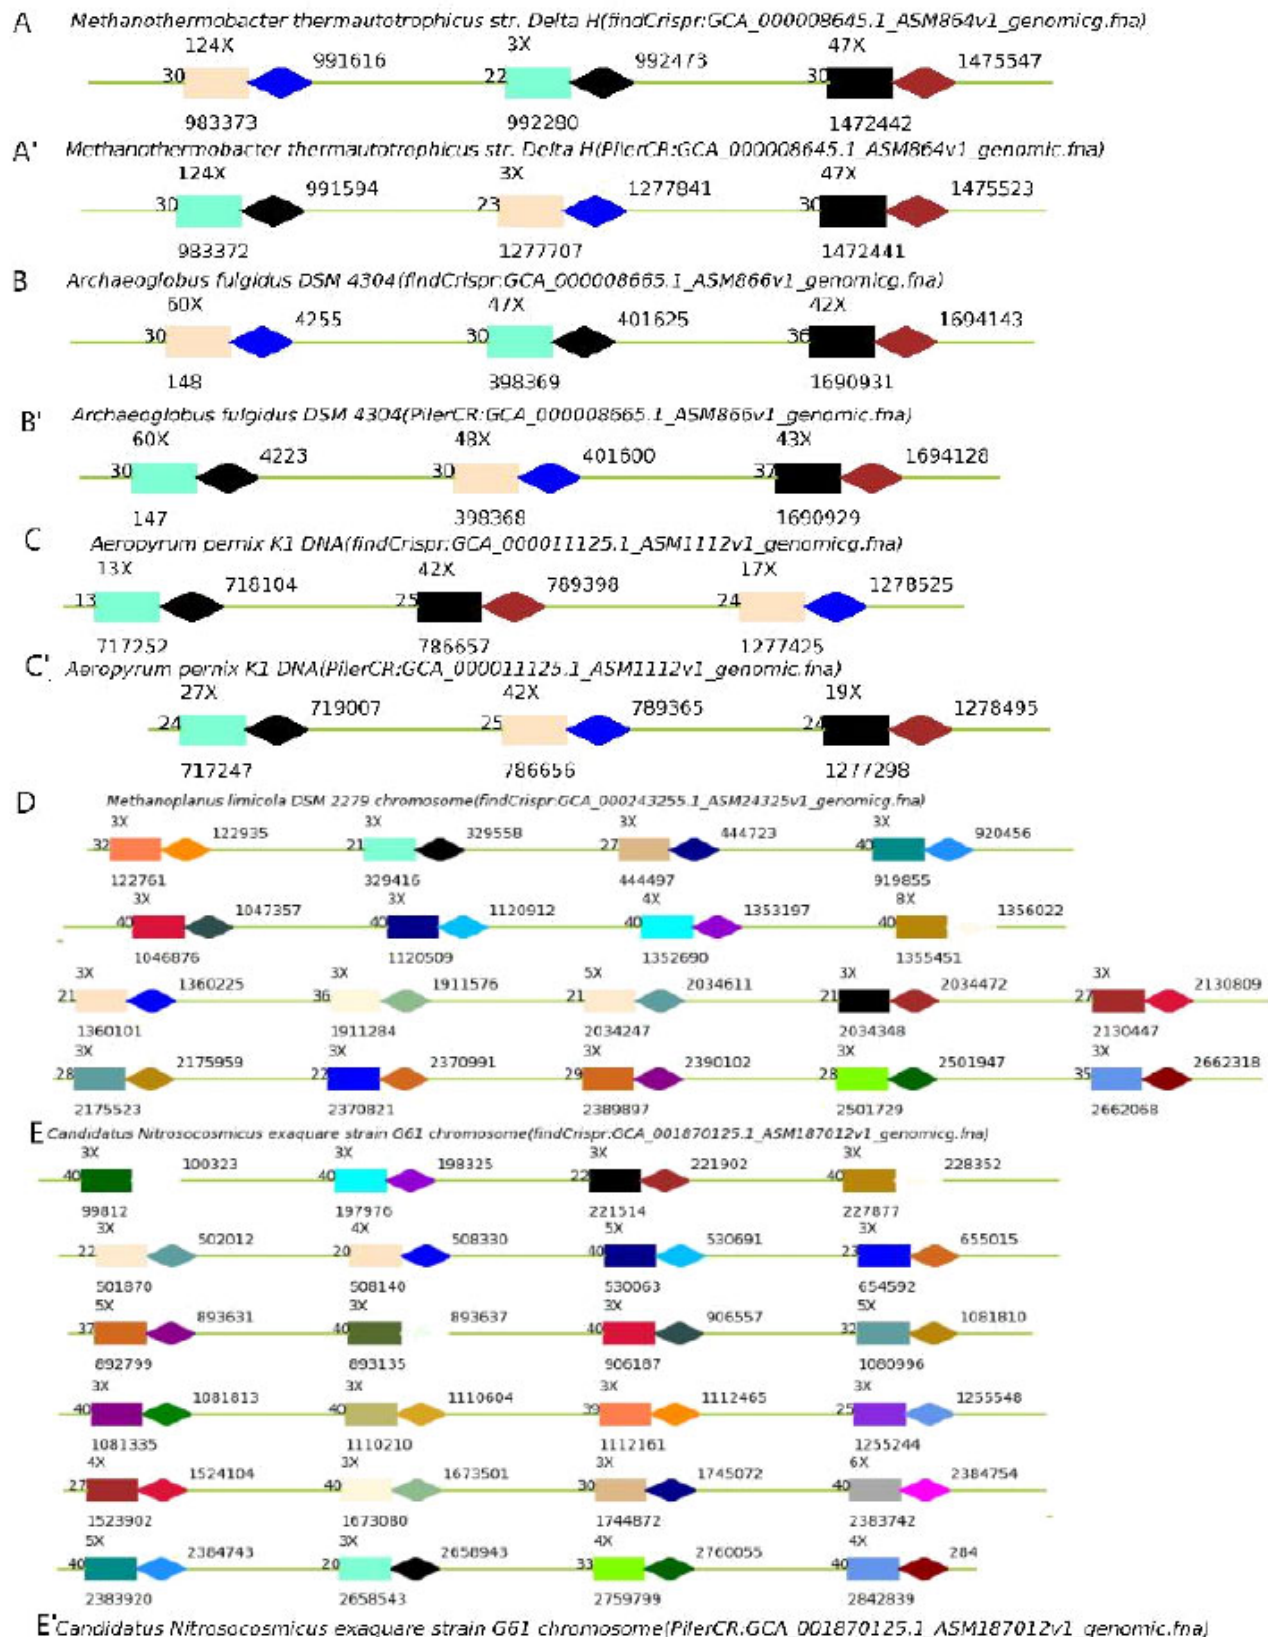 A Methanothermobacter thermautotrophicus str. Delta H(findCrispr:GCA_000008645.1_ASM864v1_genomicg.fna)
124X 3X 47X
30 991616 22 992473 30 1475547
983373 992280 1472442
A' Methanothermobacter thermautotrophicus str. Delta H(PilerCR:GCA_000008645.1_ASM864v1_genomic.fna)
124X 3X 47X
30 991594 23 1277841 30 1475523
983372 1277707 1472441
B Archaeoglobus fulgidus DSM 4304(findCrispr:GCA_000008665.1_ASM866v1_genomicg.fna)
60X 47X 42X
30 4255 30 401625 36 1694143
148 398369 1690931
B' Archaeoglobus fulgidus DSM 4304(PilerCR:GCA_000008665.1_ASM866v1_genomic.fna)
60X 48X 43X
30 4223 30 401600 37 1694128
147 398368 1690929
C Aeropyrum pernix K1 DNA(findCrispr:GCA_000011125.1_ASM1112v1_genomicg.fna)
13X 42X 17X
13 718104 25 789398 24 1278525
717252 786657 1277425
C' Aeropyrum pernix K1 DNA(PilerCR:GCA_000011125.1_ASM1112v1_genomic.fna)
27X 42X 19X
24 719007 25 789365 24 1278495
717247 786656 1277298
D Methanoplanus limicola DSM 2279 chromosome(findCrispr:GCA_000243255.1_ASM24325v1_genomicg.fna)
3X 3X 3X 3X
32 122935 21 329558 27 444723 40 920456
122761 329416 444497 919855
3X 3X 4X 8X
40 1047357 40 1120912 40 1353197 40 1356022
1046876 1120509 1352690 1355451
3X 3X 5X 3X 3X
21 1360225 36 1911576 21 2034611 21 2034472 27 2130809
1360101 1911284 2034247 2034348 2130447
3X 3X 3X 3X 3X
28 2175959 22 2370991 29 2390102 28 2501947 35 2662318
2175523 2370821 2389897 2501729 2662068
E Candidatus Nitrosocosmicus exaquare strain G61 chromosome(findCrispr:GCA_001870125.1_ASM187012v1_genomicg.fna)
3X 3X 3X 3X
40 100323 40 198325 22 221902 40 228352
99812 197976 221514 227877
3X 4X 5X 3X
22 502012 20 508330 40 530691 23 655015
501870 508140 530063 654592
5X 3X 3X 5X
37 893631 40 893637 40 906557 32 1081810
892799 893135 906187 1080996
3X 3X 3X 3X
40 1081813 40 1110604 39 1112465 25 1255548
1081335 1110210 1112161 1255244
4X 3X 3X 6X
27 1524104 40 1673501 30 1745072 40 2384754
1523902 1673080 1744872 2383742
5X 3X 4X 4X
40 2384743 20 2658943 33 2760055 40 284
2383920 2658543 2759799 2842839
E' Candidatus Nitrosocosmicus exaquare strain G61 chromosome(PilerCR:GCA_001870125.1_ASM187012v1_genomic.fna)